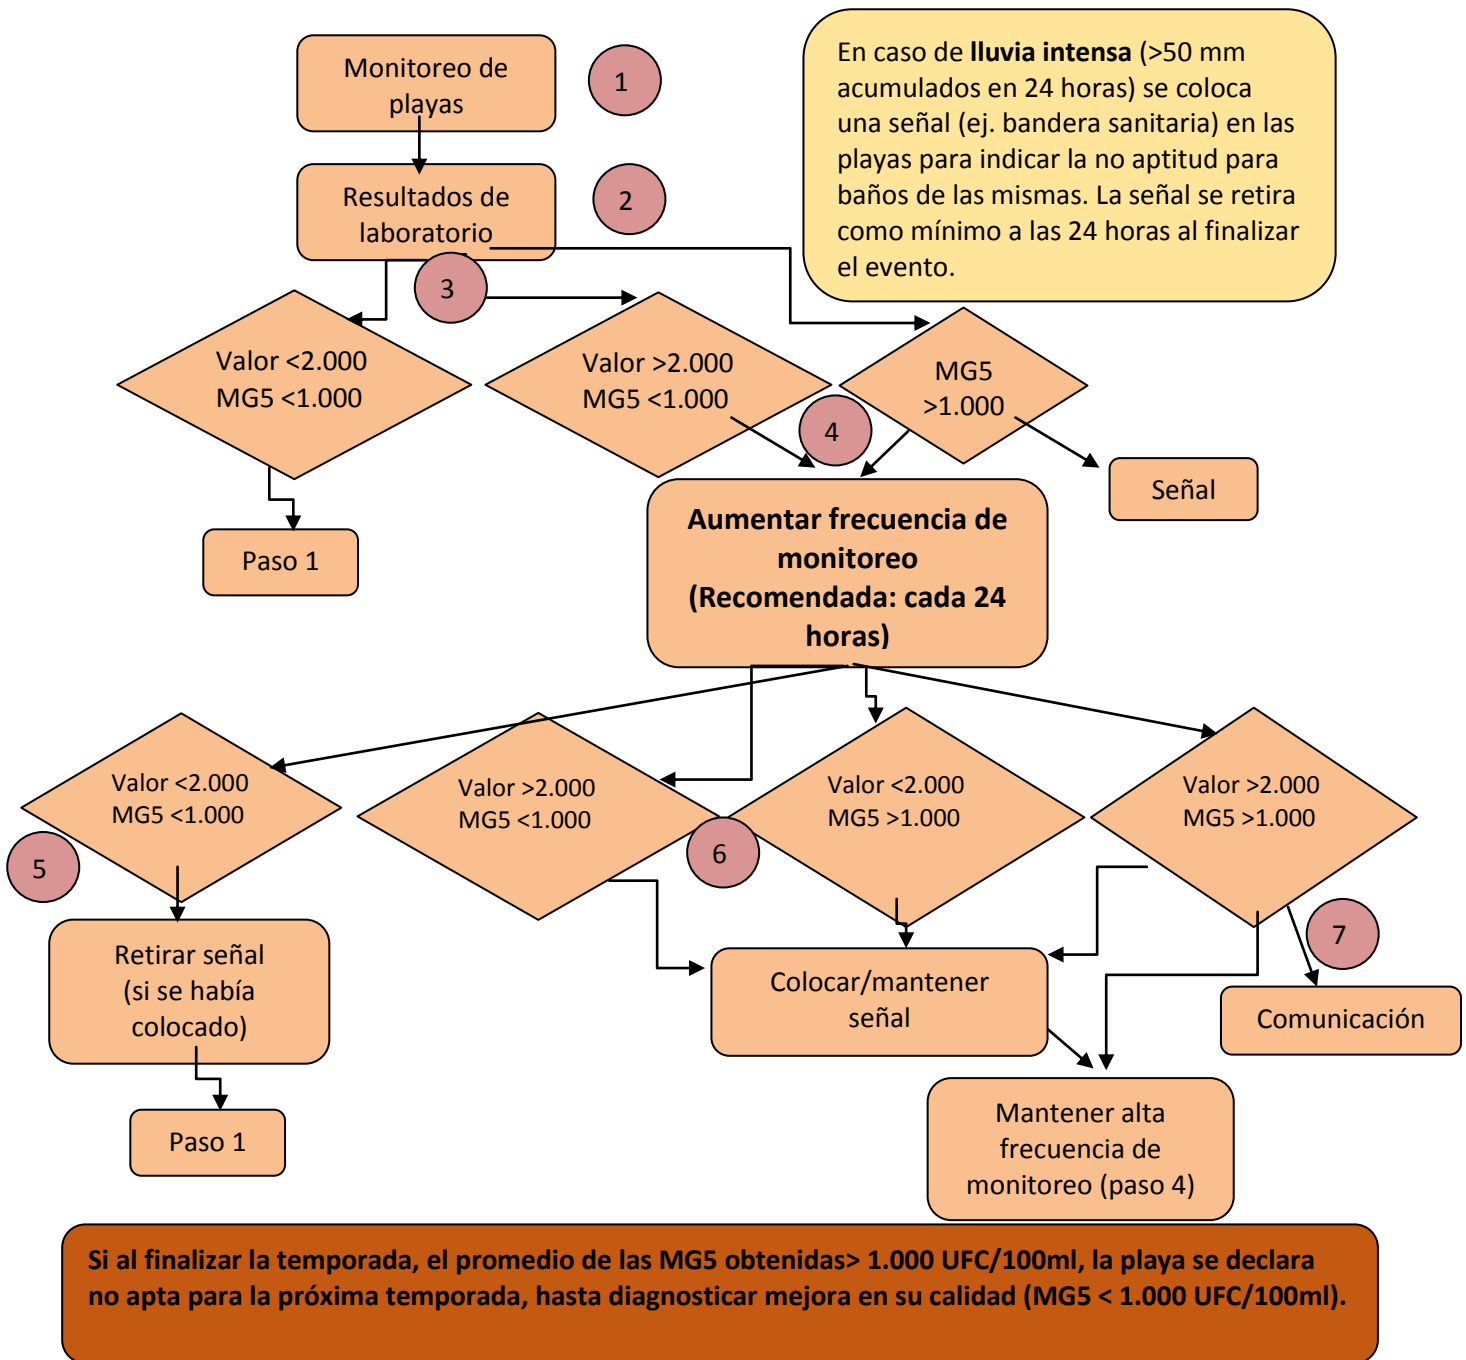 Monitoreo de
playas
1
En caso de lluvia intensa (>50 mm
acumulados en 24 horas) se coloca
una señal (ej. bandera sanitaria) en las
playas para indicar la no aptitud para
baños de las mismas. La señal se retira
como mínimo a las 24 horas al finalizar
el evento.
Resultados de
laboratorio
2
3
Valor <2.000
MG5 <1.000
Valor >2.000
MG5 <1.000
MG5
>1.000
4
Señal
Paso 1
Aumentar frecuencia de
monitoreo
(Recomendada: cada 24
horas)
Valor <2.000
MG5 <1.000
Valor >2.000
MG5 <1.000
Valor <2.000
MG5 >1.000
Valor >2.000
MG5 >1.000
5
6
7
Retirar señal
(si se había
colocado)
Colocar/mantener
señal
Comunicación
Paso 1
Mantener alta
frecuencia de
monitoreo (paso 4)
Si al finalizar la temporada, el promedio de las MG5 obtenidas> 1.000 UFC/100ml, la playa se declara
no apta para la próxima temporada, hasta diagnosticar mejora en su calidad (MG5 < 1.000 UFC/100ml).